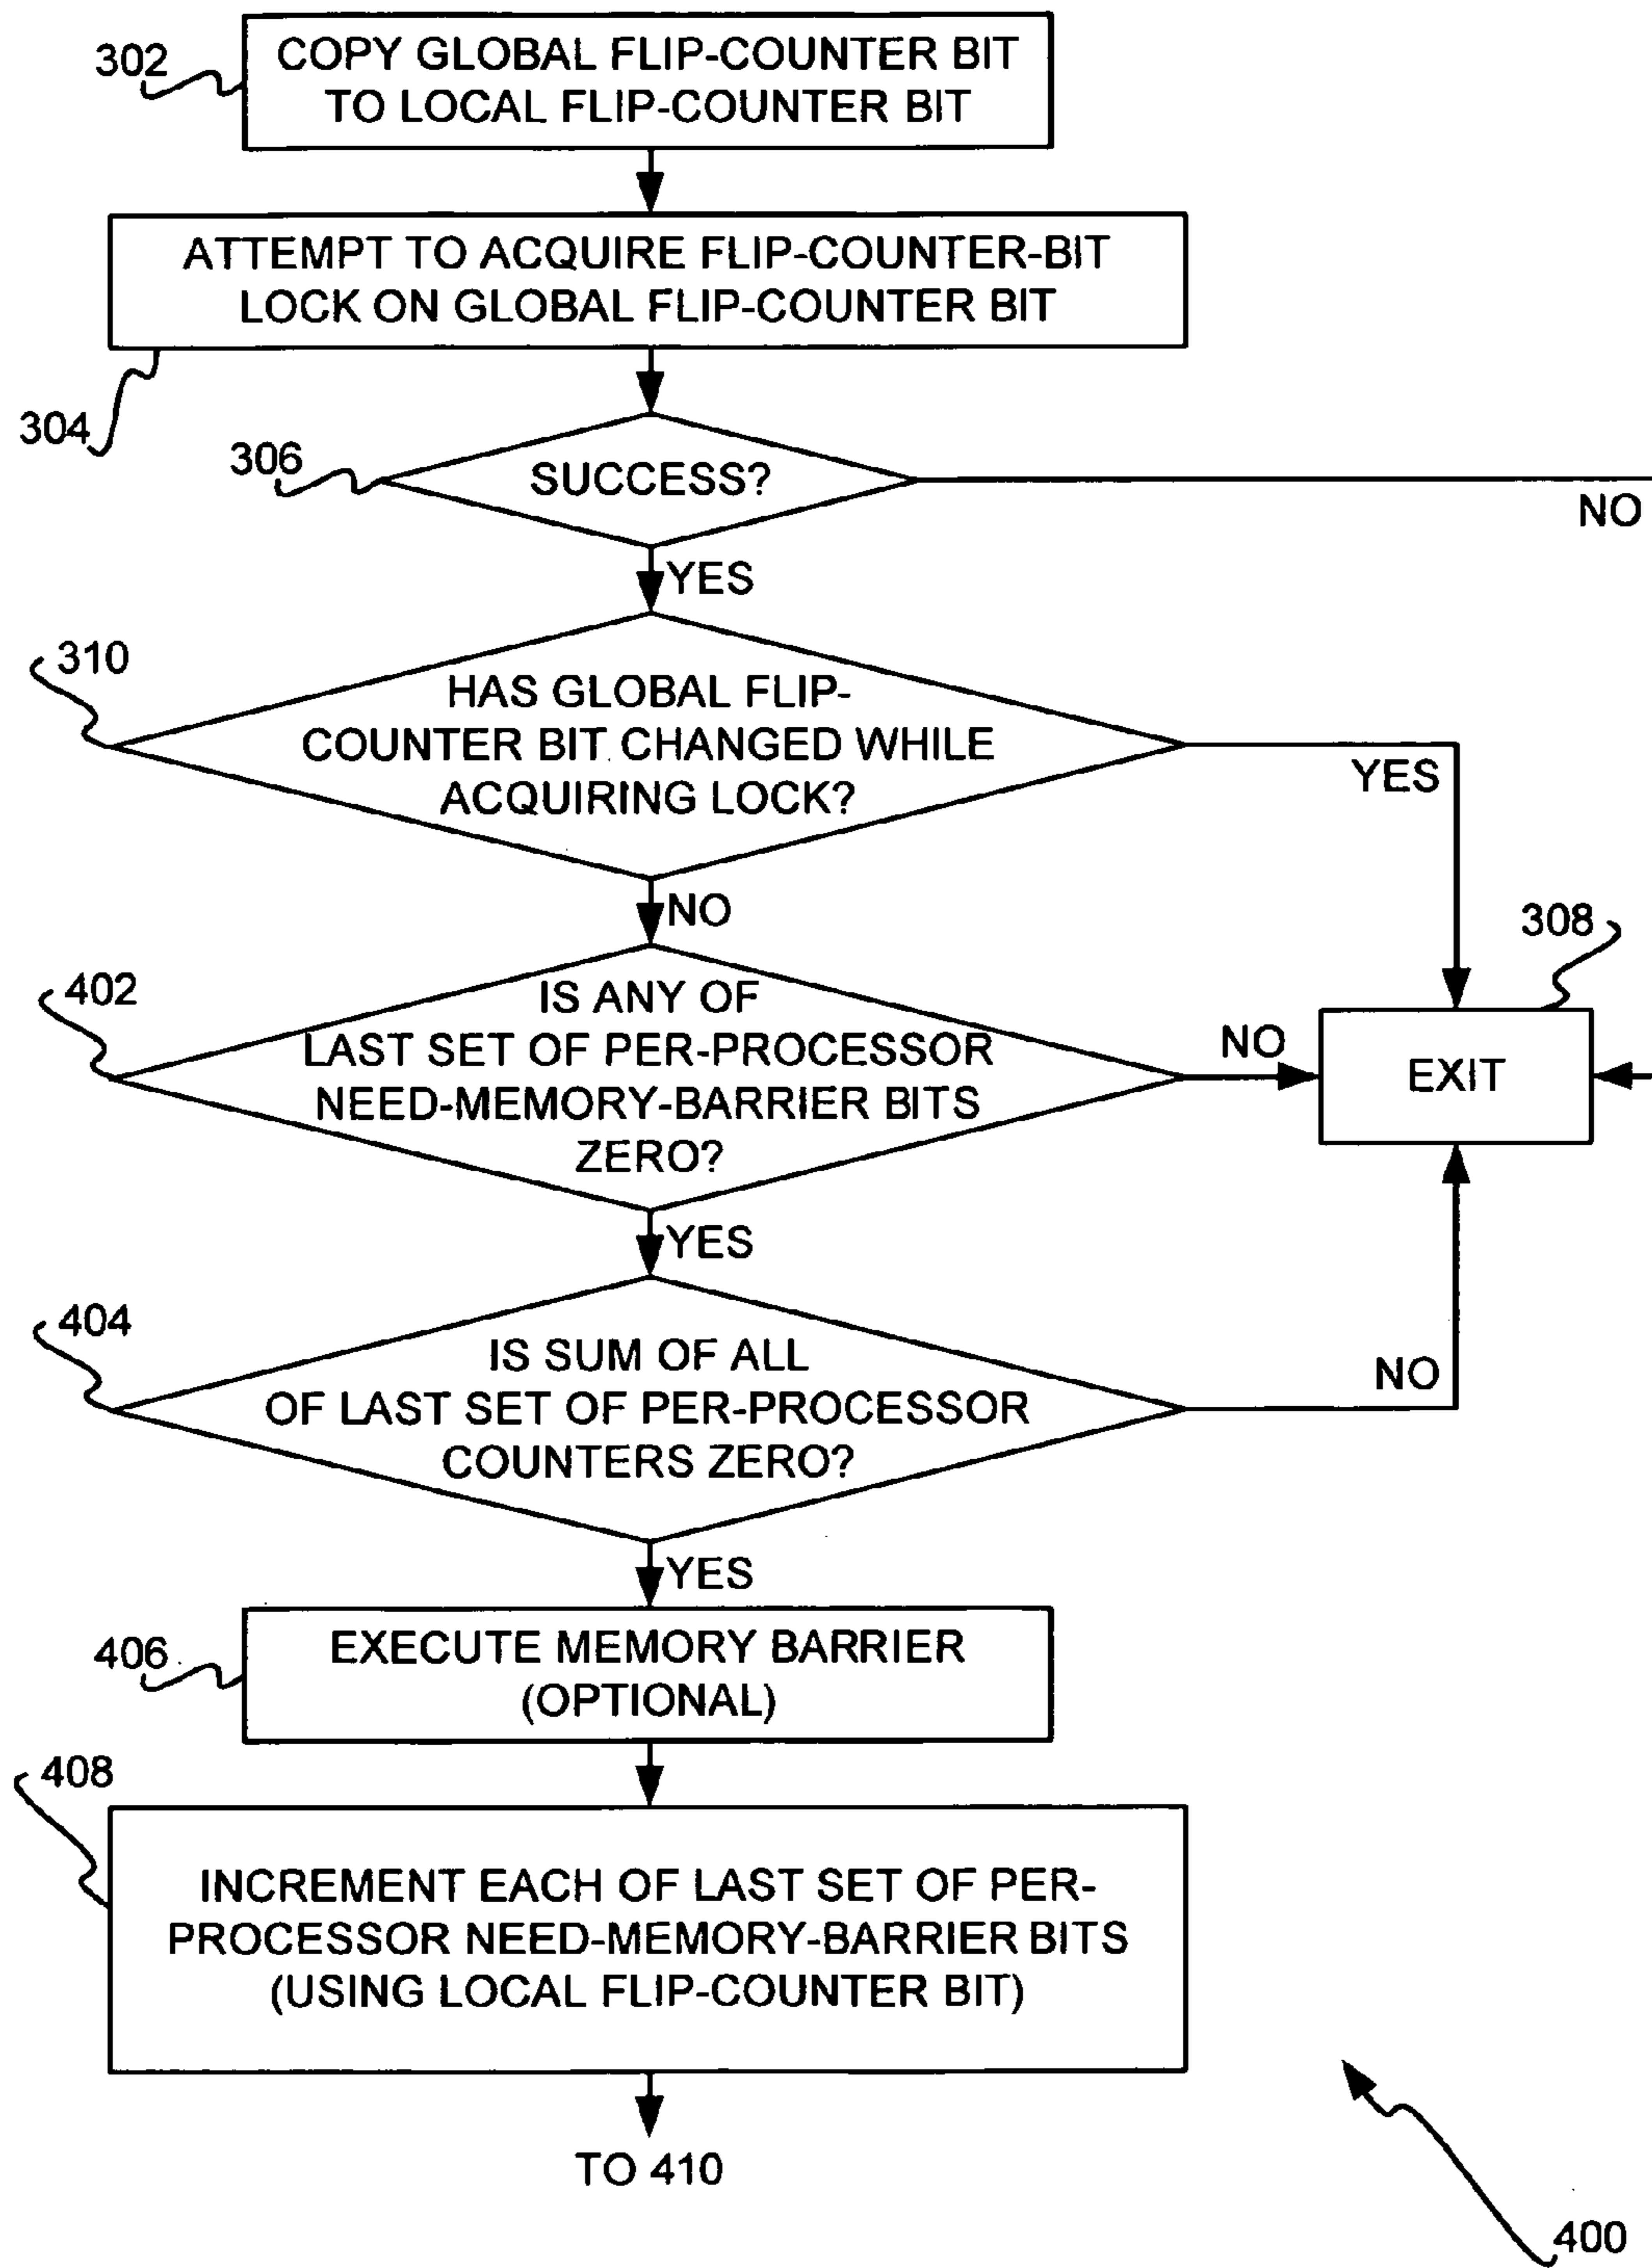 302
COPY GLOBAL FLIP-COUNTER BIT
TO LOCAL FLIP-COUNTER BIT
ATTEMPT TO ACQUIRE FLIP-COUNTER-BIT
LOCK ON GLOBAL FLIP-COUNTER BIT
304
306
SUCCESS?
NO
YES
310
HAS GLOBAL FLIP-
COUNTER BIT CHANGED WHILE
ACQUIRING LOCK?
YES
NO
308
402
IS ANY OF
LAST SET OF PER-PROCESSOR
NEED-MEMORY-BARRIER BITS
ZERO?
NO
EXIT
YES
404
IS SUM OF ALL
OF LAST SET OF PER-PROCESSOR
COUNTERS ZERO?
NO
YES
406
EXECUTE MEMORY BARRIER
(OPTIONAL)
408
INCREMENT EACH OF LAST SET OF PER-
PROCESSOR NEED-MEMORY-BARRIER BITS
(USING LOCAL FLIP-COUNTER BIT)
TO 410
400